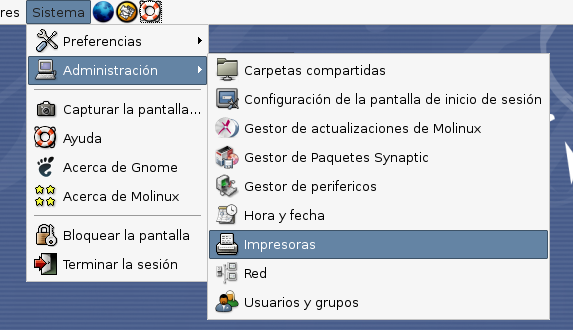 res Sistema
Preferencias
Administración
Capturar la pantalla...
Ayuda
Acerca de Gnome
Acerca de Molinux
Bloquear la pantalla
Terminar la sesión
Carpetas compartidas
Configuración de la pantalla de inicio de sesión
Gestor de actualizaciones de Molinux
Gestor de Paquetes Synaptic
Gestor de perifericos
Hora y fecha
Impresoras
Red
Usuarios y grupos